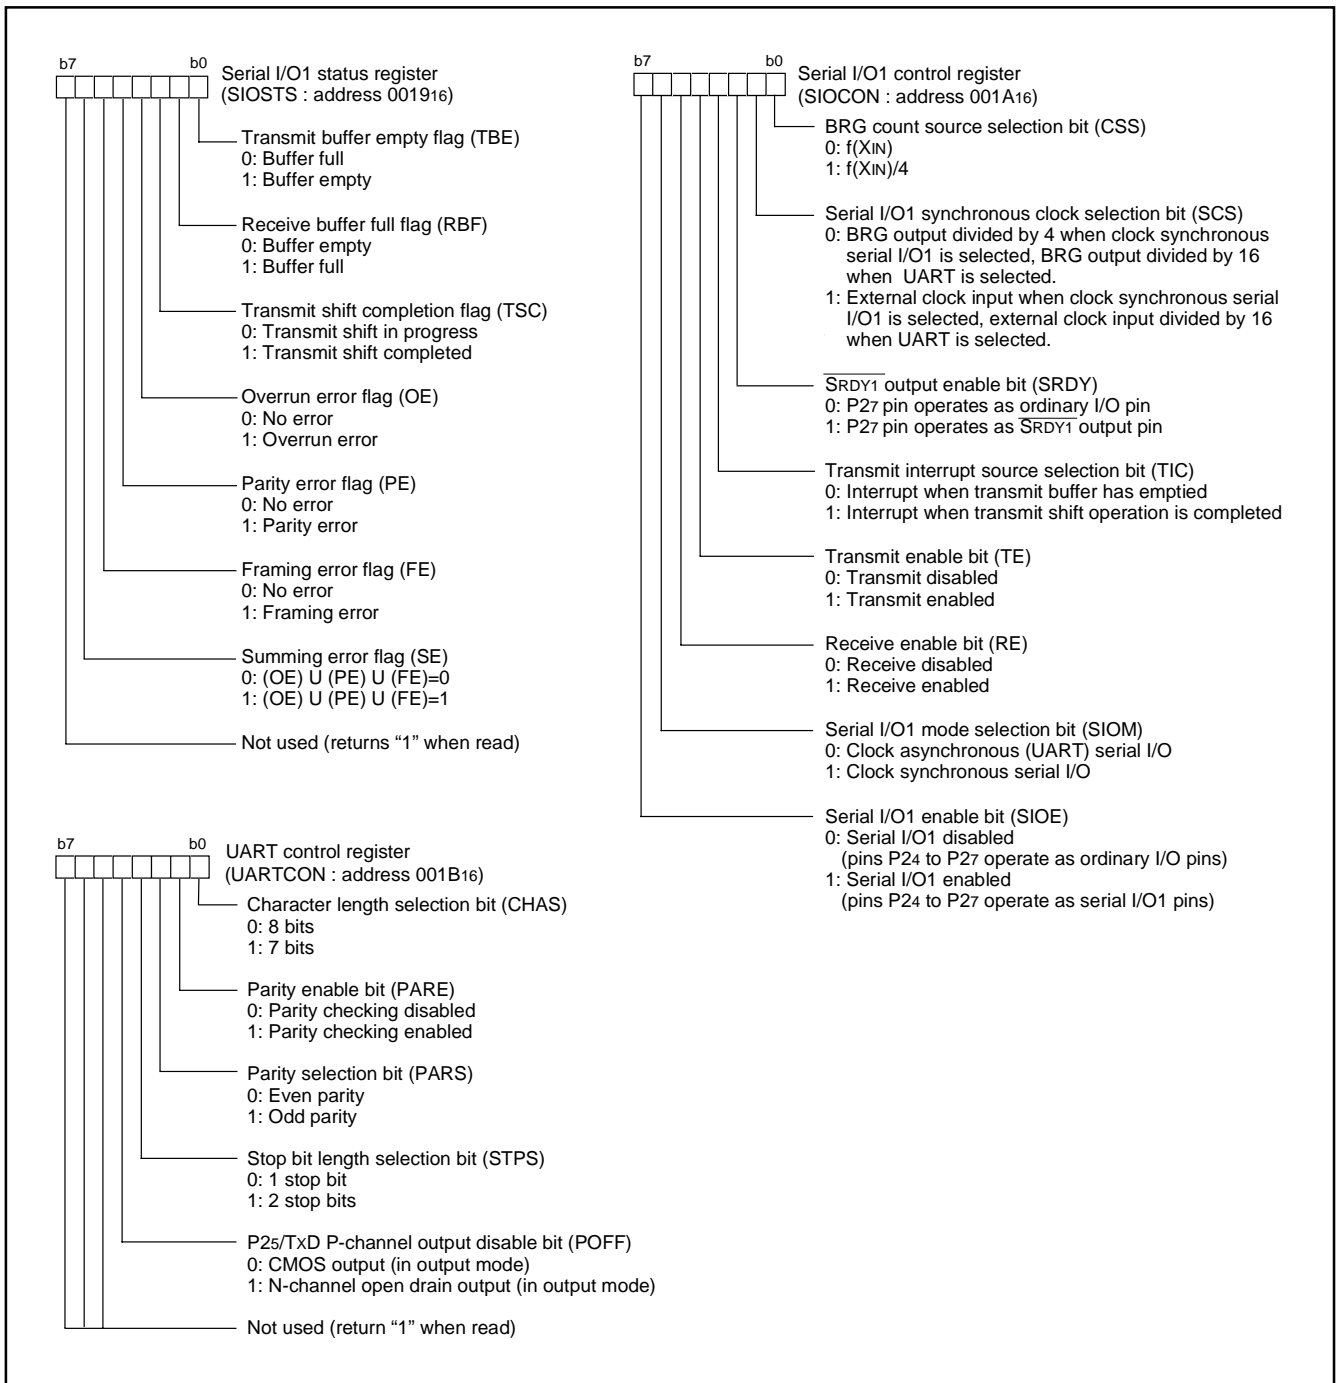 b7 b0
Serial I/O1 status register
(SIOSTS : address 001916)
Transmit buffer empty flag (TBE)
0: Buffer full
1: Buffer empty
Receive buffer full flag (RBF)
0: Buffer empty
1: Buffer full
Transmit shift completion flag (TSC)
0: Transmit shift in progress
1: Transmit shift completed
Overrun error flag (OE)
0: No error
1: Overrun error
Parity error flag (PE)
0: No error
1: Parity error
Framing error flag (FE)
0: No error
1: Framing error
Summing error flag (SE)
0: (OE) U (PE) U (FE)=0
1: (OE) U (PE) U (FE)=1
Not used (returns “1” when read)
b7 b0
UART control register
(UARTCON : address 001B16)
Character length selection bit (CHAS)
0: 8 bits
1: 7 bits
Parity enable bit (PARE)
0: Parity checking disabled
1: Parity checking enabled
Parity selection bit (PARS)
0: Even parity
1: Odd parity
Stop bit length selection bit (STPS)
0: 1 stop bit
1: 2 stop bits
P25/TXD P-channel output disable bit (POFF)
0: CMOS output (in output mode)
1: N-channel open drain output (in output mode)
Not used (return “1” when read)
b7 b0
Serial I/O1 control register
(SIOCON : address 001A16)
BRG count source selection bit (CSS)
0: f(XIN)
1: f(XIN)/4
Serial I/O1 synchronous clock selection bit (SCS)
0: BRG output divided by 4 when clock synchronous
serial I/O1 is selected, BRG output divided by 16
when UART is selected.
1: External clock input when clock synchronous serial
I/O1 is selected, external clock input divided by 16
when UART is selected.
SRDY1 output enable bit (SRDY)
0: P27 pin operates as ordinary I/O pin
1: P27 pin operates as SRDY1 output pin
Transmit interrupt source selection bit (TIC)
0: Interrupt when transmit buffer has emptied
1: Interrupt when transmit shift operation is completed
Transmit enable bit (TE)
0: Transmit disabled
1: Transmit enabled
Receive enable bit (RE)
0: Receive disabled
1: Receive enabled
Serial I/O1 mode selection bit (SIOM)
0: Clock asynchronous (UART) serial I/O
1: Clock synchronous serial I/O
Serial I/O1 enable bit (SIOE)
0: Serial I/O1 disabled
(pins P24 to P27 operate as ordinary I/O pins)
1: Serial I/O1 enabled
(pins P24 to P27 operate as serial I/O1 pins)